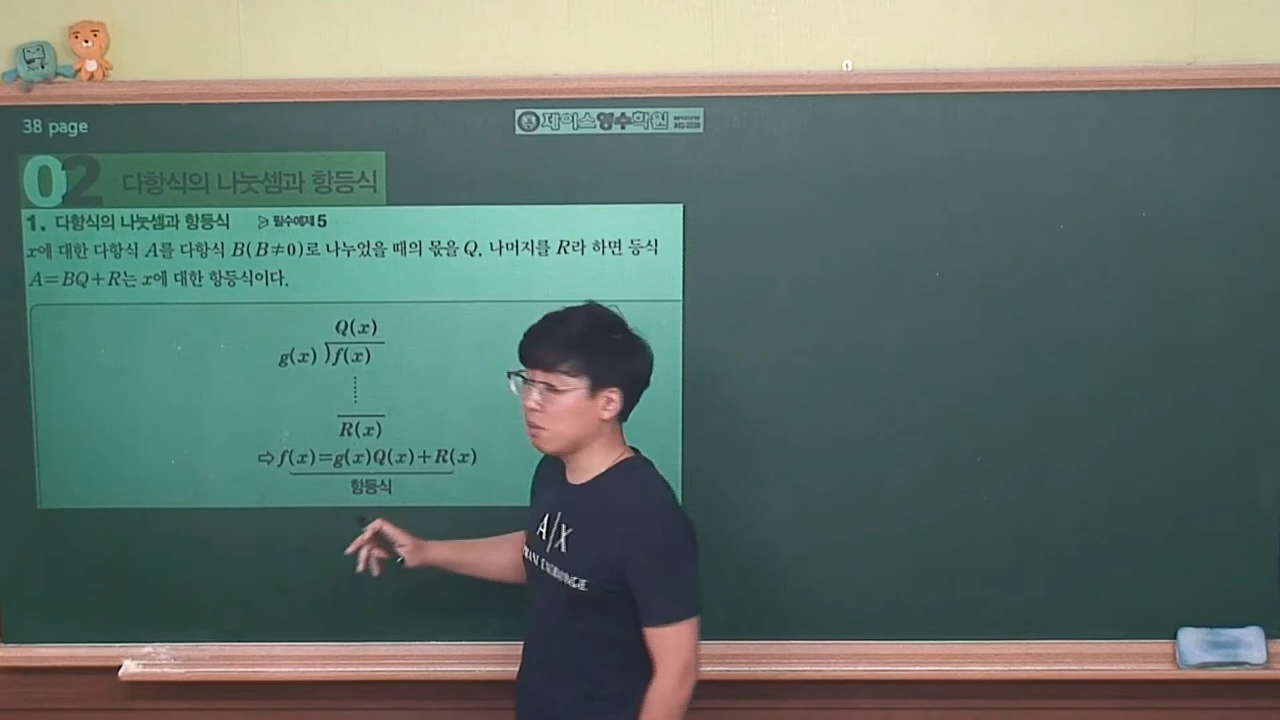 38 page
제이스영수학원
02 다항식의 나눗셈과 항등식
1. 다항식의 나눗셈과 항등식 ▷ 필수예제 5
x에 대한 다항식 A를 다항식 B(B≠0)로 나누었을 때의 몫을 Q, 나머지를 R라 하면 등식
A=BQ+R는 x에 대한 항등식이다.
Q(x)
g(x) ) f(x)
R(x)
⇨ f(x)=g(x)Q(x)+R(x)
항등식
A|X
EXCHANGE